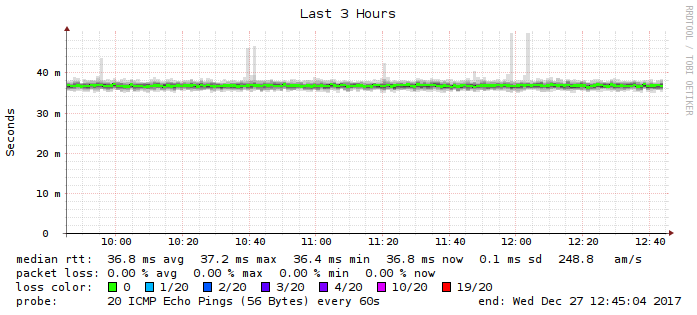 Last 3 Hours
RRDTOOL / TOBI OETIKER
Seconds
40 m
30 m
20 m
10 m
0
10:00 10:20 10:40 11:00 11:20 11:40 12:00 12:20 12:40
median rtt: 36.8 ms avg 37.2 ms max 36.4 ms min 36.8 ms now 0.1 ms sd 248.8 am/s
packet loss: 0.00 % avg 0.00 % max 0.00 % min 0.00 % now
loss color: 0 1/20 2/20 3/20 4/20 10/20 19/20
probe: 20 ICMP Echo Pings (56 Bytes) every 60s end: Wed Dec 27 12:45:04 2017